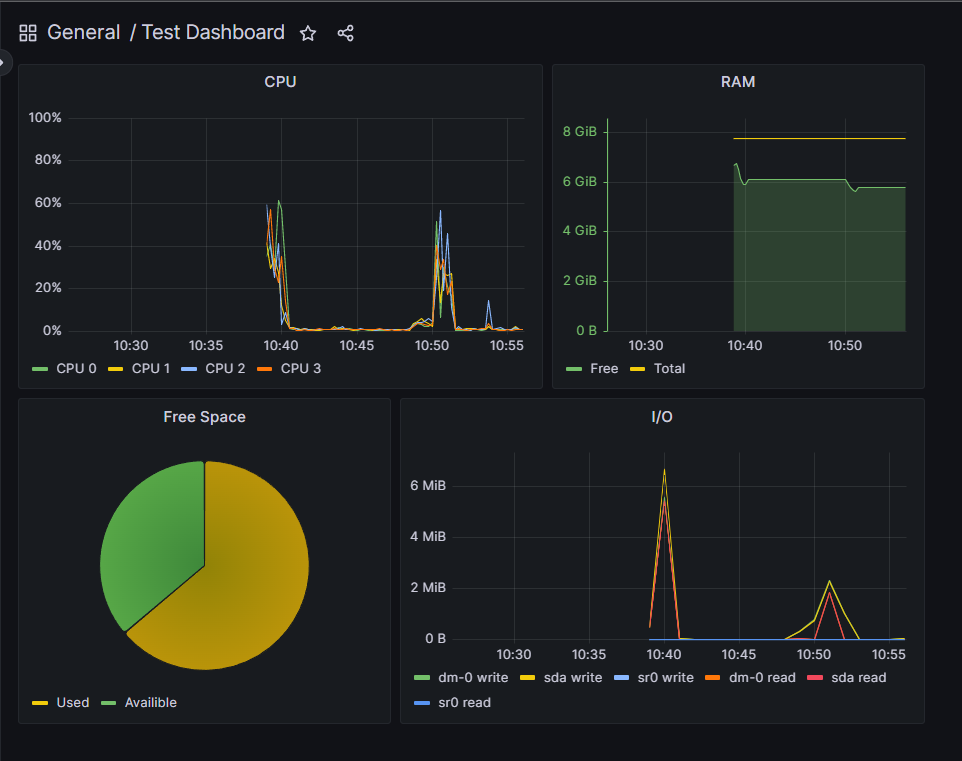 General / Test Dashboard
CPU
100%
80%
60%
40%
20%
0%
10:30 10:35 10:40 10:45 10:50 10:55
CPU 0 CPU 1 CPU 2 CPU 3
RAM
8 GiB
6 GiB
4 GiB
2 GiB
0 B
10:30 10:40 10:50
Free Total
Free Space
Used Availible
I/O
6 MiB
4 MiB
2 MiB
0 B
10:30 10:35 10:40 10:45 10:50 10:55
dm-0 write sda write sr0 write dm-0 read sda read
sr0 read